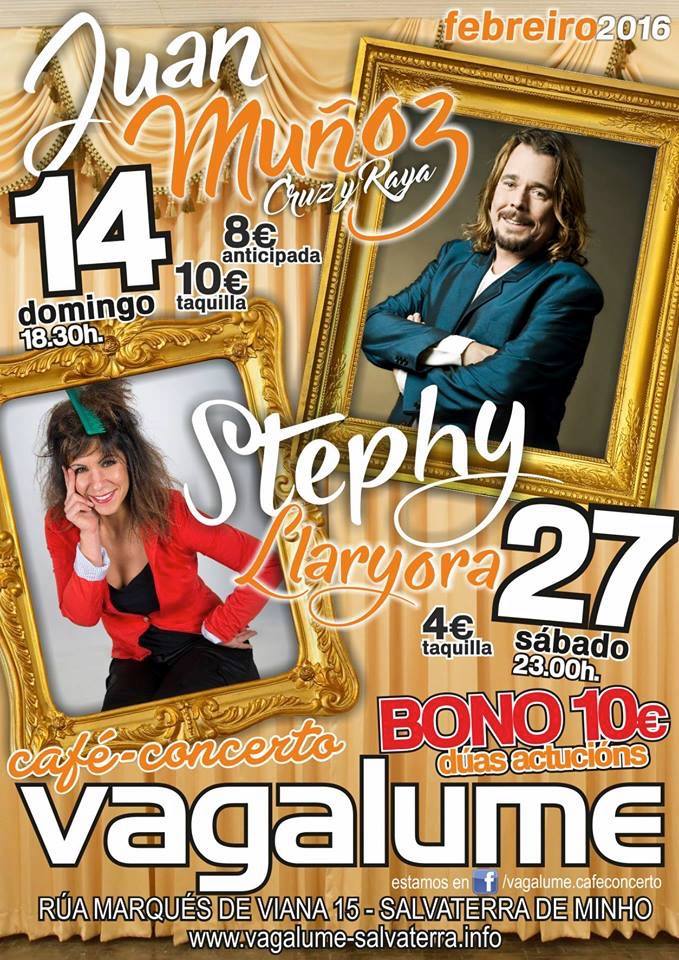 febreiro2016
Juan
Muñoz
Cruz y Raya
14
domingo
18.30h.
8€
anticipada
10€
taquilla
Stephy
Llaryora
27
sábado
23.00h.
4€
taquilla
BONO 10€
dúas actucións
café-concerto
vagalume
estamos en f /vagalume.cafeconcerto
RÚA MARQUÉS DE VIANA 15 - SALVATERRA DE MINHO
www.vagalume-salvaterra.info